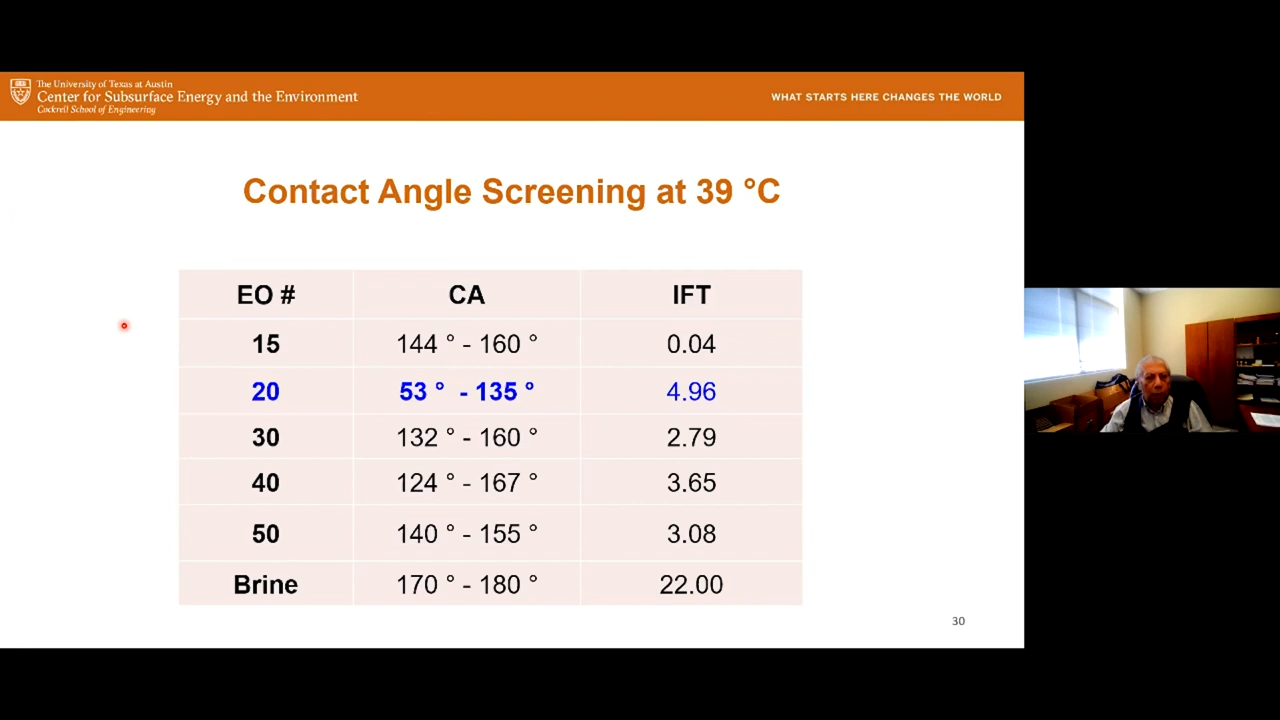 The University of Texas at Austin
Center for Subsurface Energy and the Environment
Cockrell School of Engineering
WHAT STARTS HERE CHANGES THE WORLD
Contact Angle Screening at 39 °C
EO # CA IFT
15 144 ° - 160 ° 0.04
20 53 ° - 135 ° 4.96
30 132 ° - 160 ° 2.79
40 124 ° - 167 ° 3.65
50 140 ° - 155 ° 3.08
Brine 170 ° - 180 ° 22.00
30